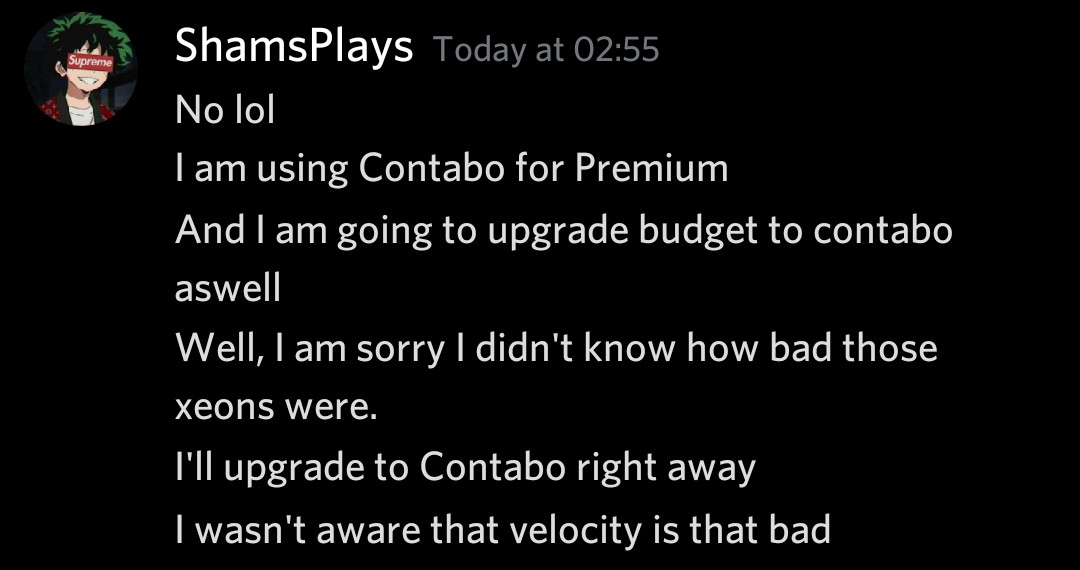 ShamsPlays Today at 02:55
Supreme
No lol
I am using Contabo for Premium
And I am going to upgrade budget to contabo
aswell
Well, I am sorry I didn't know how bad those
xeons were.
I'll upgrade to Contabo right away
I wasn't aware that velocity is that bad